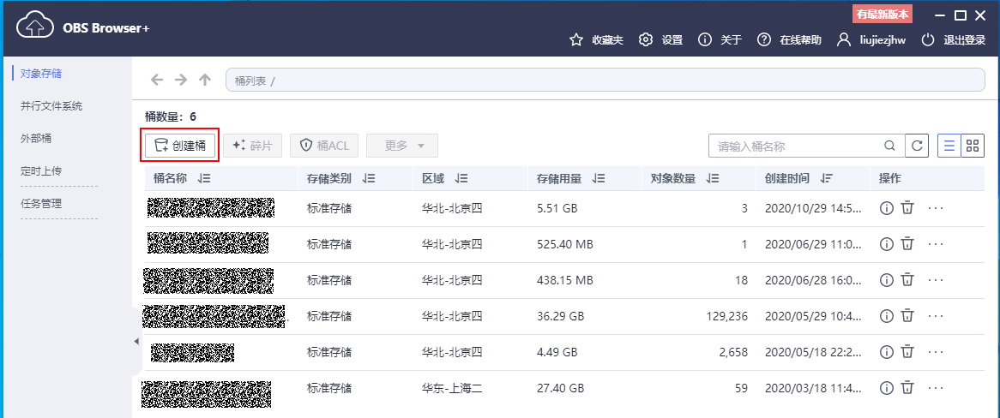 有最新版本
OBS Browser+
收藏夹 设置 关于 在线帮助 liujiezjhw 退出登录
对象存储
并行文件系统
外部桶
定时上传
任务管理
桶列表 /
桶数量: 6
创建桶 碎片 桶ACL 更多 请输入桶名称
桶名称 存储类别 区域 存储用量 对象数量 创建时间 操作
标准存储 华北-北京四 5.51 GB 3 2020/10/29 14:5...
标准存储 华北-北京四 525.40 MB 1 2020/06/29 11:0...
标准存储 华北-北京四 438.15 MB 18 2020/06/28 16:0...
标准存储 华北-北京四 36.29 GB 129,236 2020/05/29 10:4...
标准存储 华北-北京四 4.49 GB 2,658 2020/05/18 22:2...
标准存储 华东-上海二 27.40 GB 59 2020/03/18 11:4...